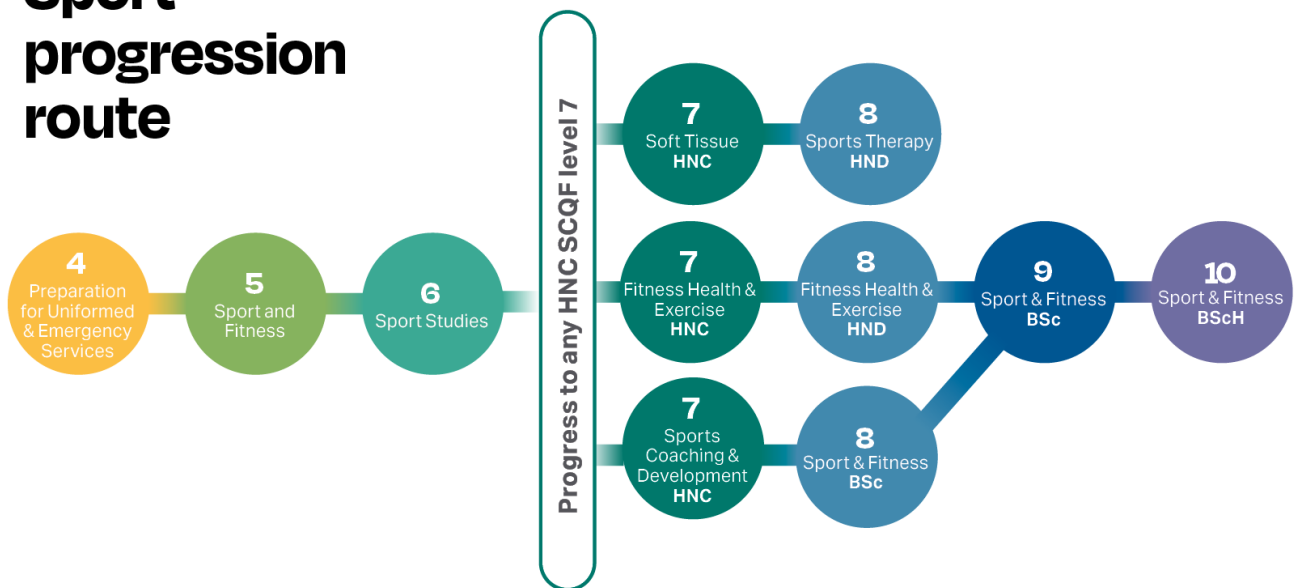 Sport
progression
route
4
Preparation
for Uniformed
& Emergency
Services
5
Sport and
Fitness
6
Sport Studies
Progress to any HNC SCQF level 7
7
Soft Tissue
HNC
8
Sports Therapy
HND
7
Fitness Health &
Exercise
HNC
8
Fitness Health &
Exercise
HND
9
Sport & Fitness
BSc
10
Sport & Fitness
BScH
7
Sports
Coaching &
Development
HNC
8
Sport & Fitness
BSc